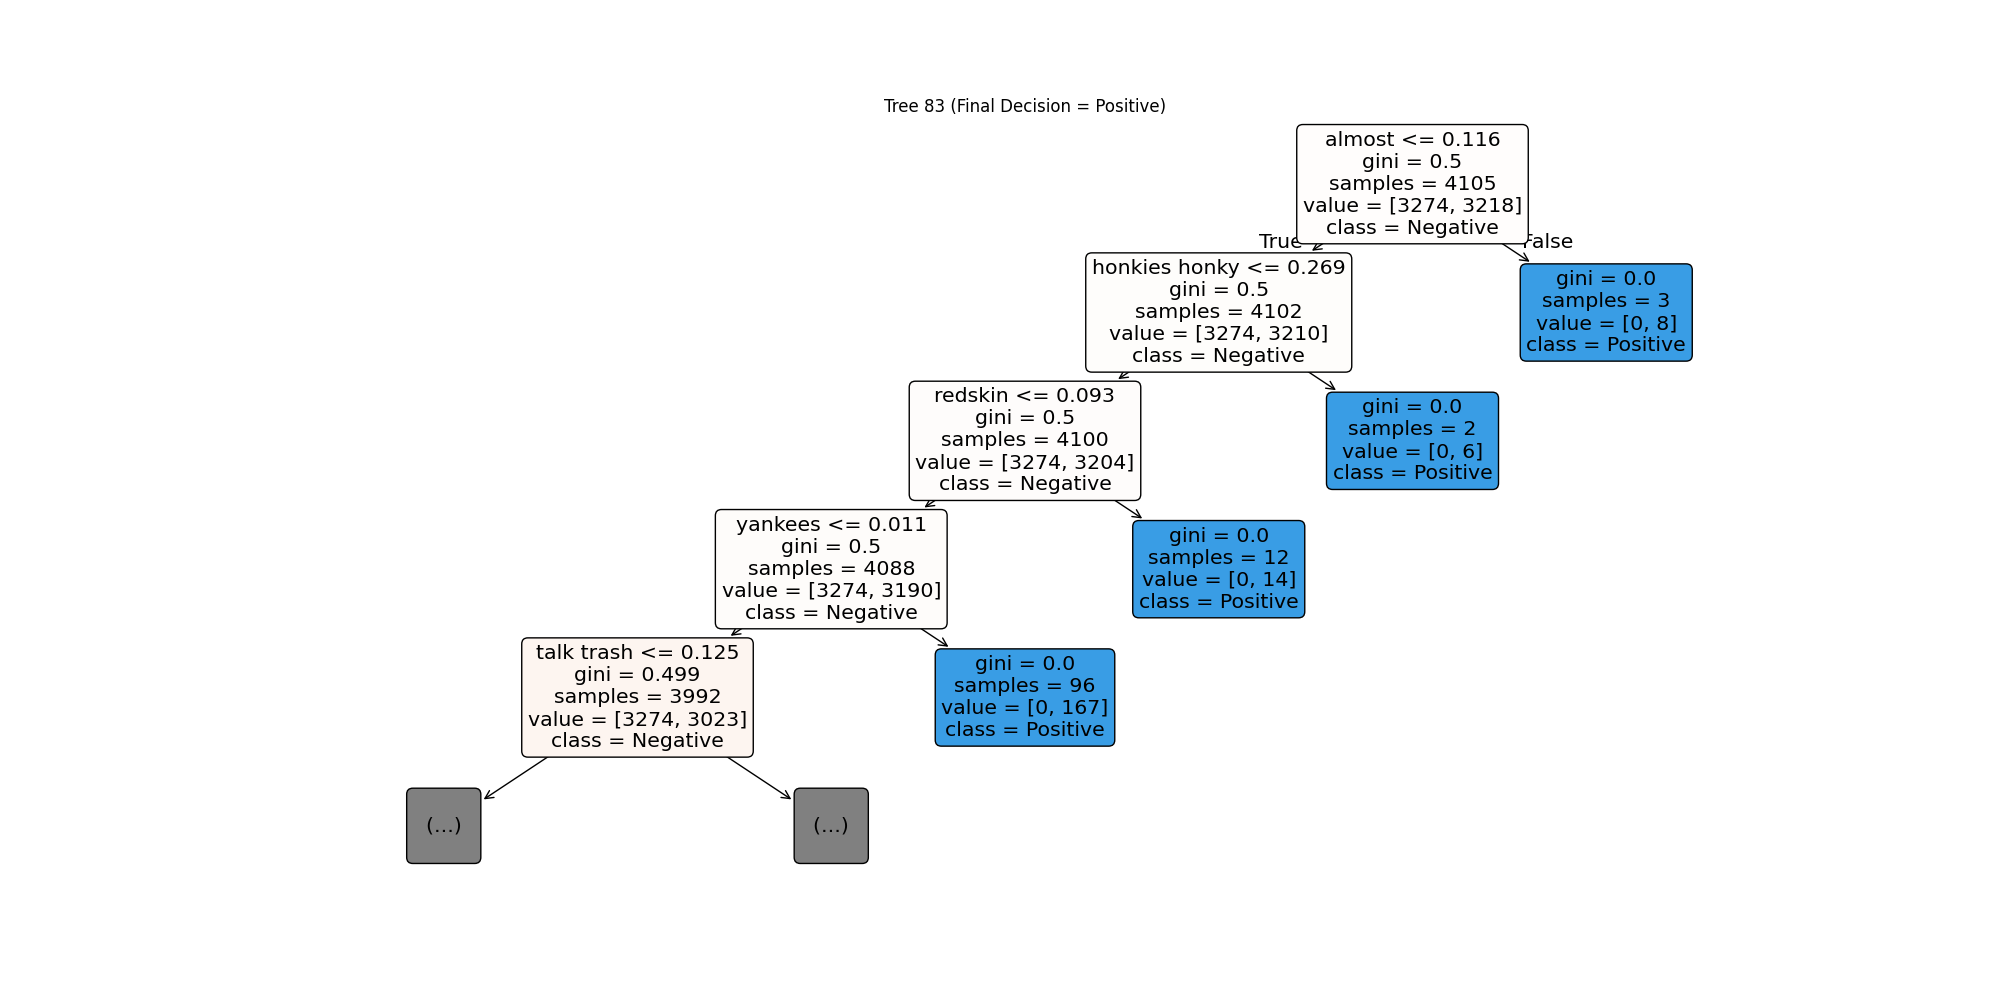 Tree 83 (Final Decision = Positive)
almost <= 0.116
gini = 0.5
samples = 4105
value = [3274, 3218]
class = Negative
True
False
honkies honky <= 0.269
gini = 0.5
samples = 4102
value = [3274, 3210]
class = Negative
gini = 0.0
samples = 3
value = [0, 8]
class = Positive
redskin <= 0.093
gini = 0.5
samples = 4100
value = [3274, 3204]
class = Negative
gini = 0.0
samples = 2
value = [0, 6]
class = Positive
yankees <= 0.011
gini = 0.5
samples = 4088
value = [3274, 3190]
class = Negative
gini = 0.0
samples = 12
value = [0, 14]
class = Positive
talk trash <= 0.125
gini = 0.499
samples = 3992
value = [3274, 3023]
class = Negative
gini = 0.0
samples = 96
value = [0, 167]
class = Positive
(...)
(...)